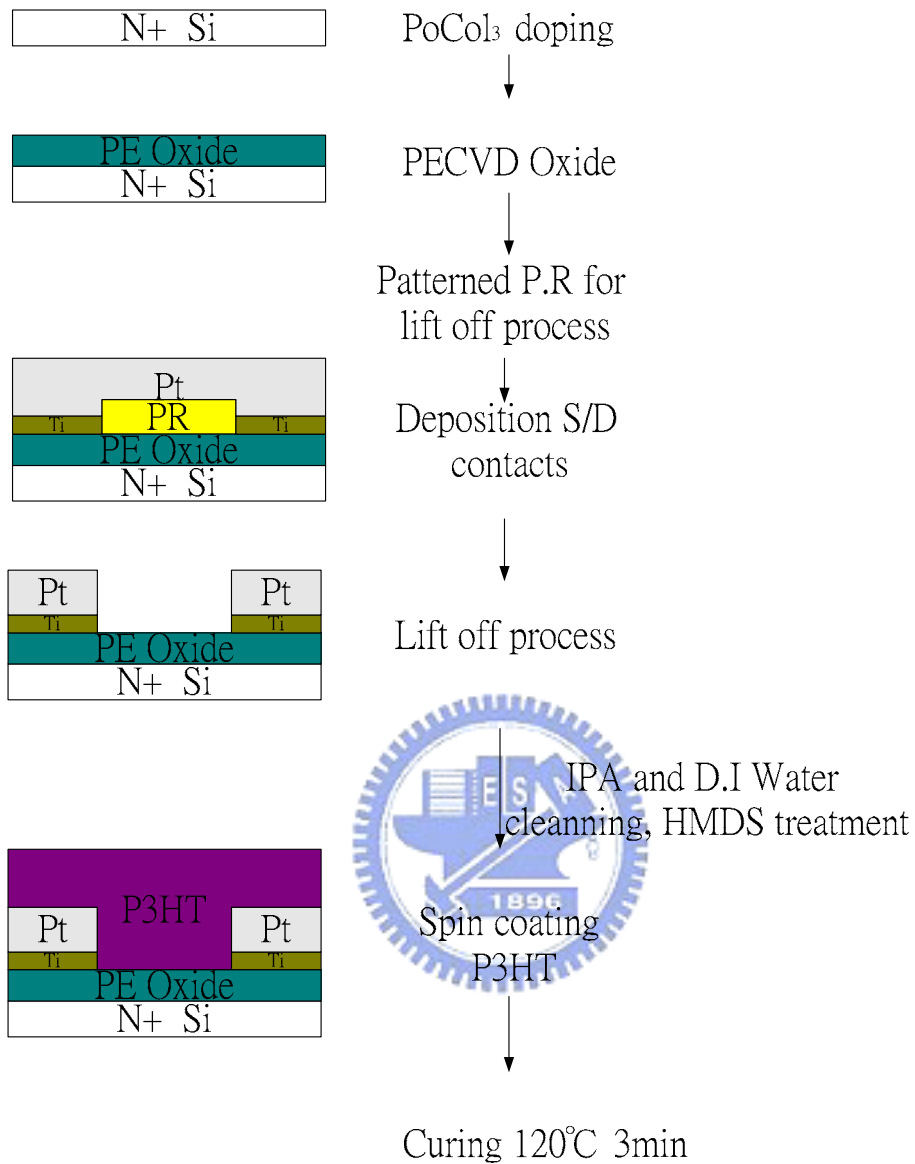 N+ Si
PoCol₃ doping
PE Oxide
N+ Si
PECVD Oxide
Patterned P.R for
lift off process
Pt
Ti
PR
Ti
PE Oxide
N+ Si
Deposition S/D
contacts
Pt
Pt
Ti
Ti
PE Oxide
N+ Si
Lift off process
ES
IPA and D.I Water
cleanning, HMDS treatment
1896
P3HT
Pt
Pt
Ti
Ti
PE Oxide
N+ Si
Spin coating
P3HT
Curing 120℃ 3min